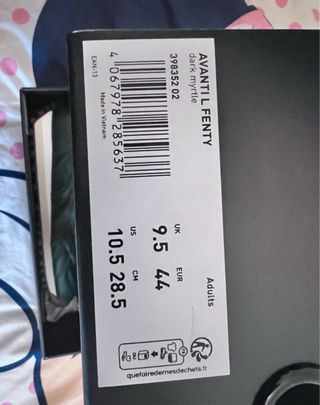 AVANTI L FENTY
dark myrtle
398352 02
4 067978 285637
EAN-13
Made in Vietnam
Adults
UK EUR
9.5 44
US CM
10.5 28.5
quefairedemesdechets.fr